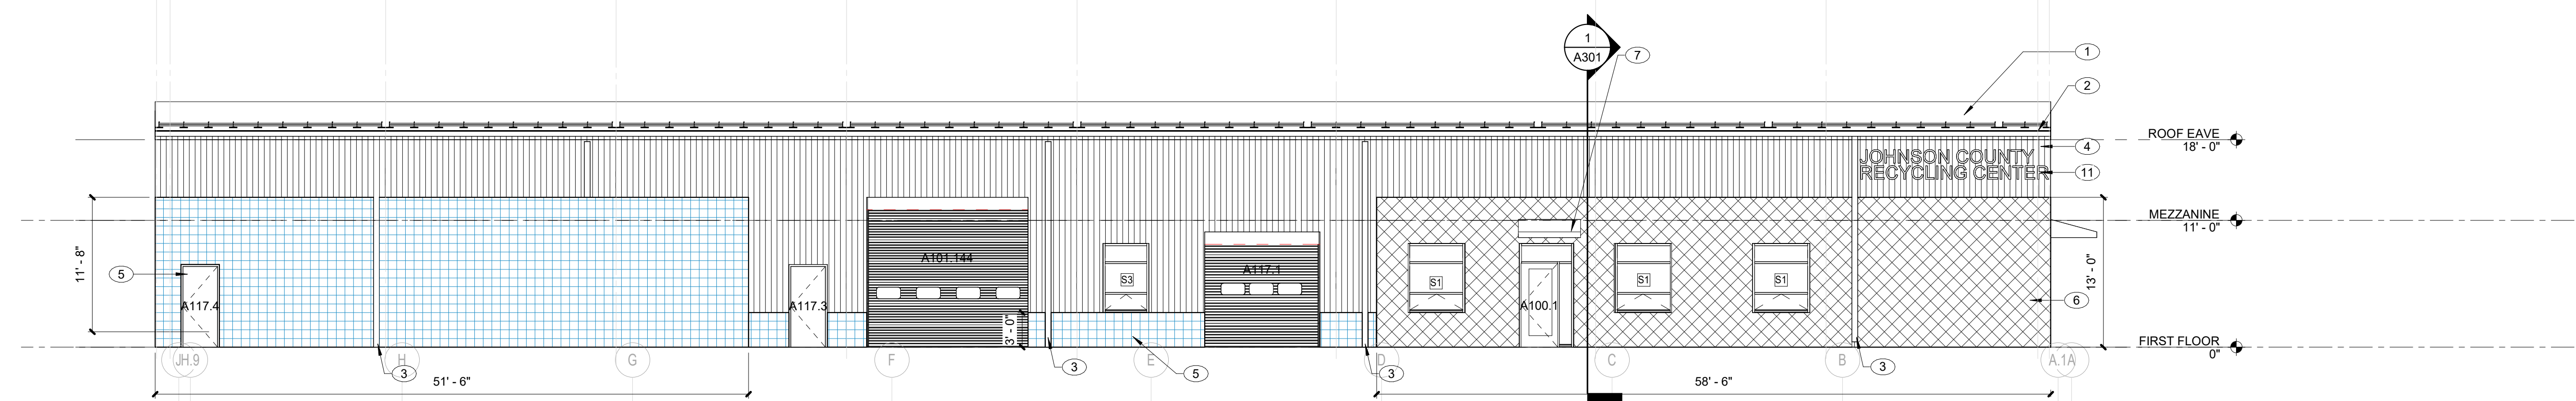 1
A301
7
1
2
ROOF EAVE
18' - 0"
4
JOHNSON COUNTY
RECYCLING CENTER
11
MEZZANINE
11' - 0"
11' - 8"
5
A117.4
A117.3
A101.144
S3
A117.1
S1
A100.1
S1
S1
13' - 0"
6
3' - 0"
FIRST FLOOR
0"
JH.9
H
G
F
E
D
C
B
A.1A
3
3
5
3
3
51' - 6"
58' - 6"